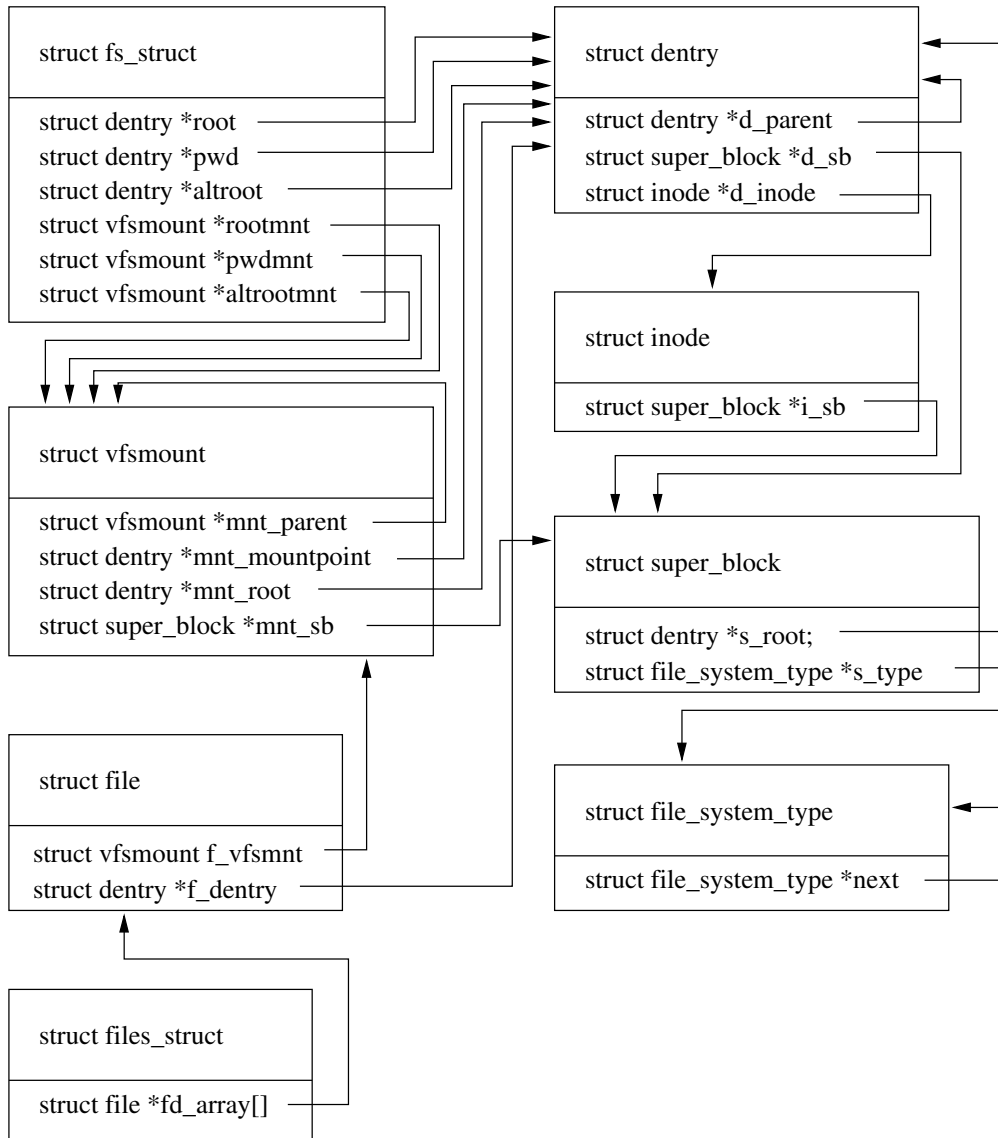 struct fs_struct
struct dentry *root
struct dentry *pwd
struct dentry *altroot
struct vfsmount *rootmnt
struct vfsmount *pwdmnt
struct vfsmount *altrootmnt
struct vfsmount
struct vfsmount *mnt_parent
struct dentry *mnt_mountpoint
struct dentry *mnt_root
struct super_block *mnt_sb
struct file
struct vfsmount f_vfsmnt
struct dentry *f_dentry
struct files_struct
struct file *fd_array[]
struct dentry
struct dentry *d_parent
struct super_block *d_sb
struct inode *d_inode
struct inode
struct super_block *i_sb
struct super_block
struct dentry *s_root;
struct file_system_type *s_type
struct file_system_type
struct file_system_type *next